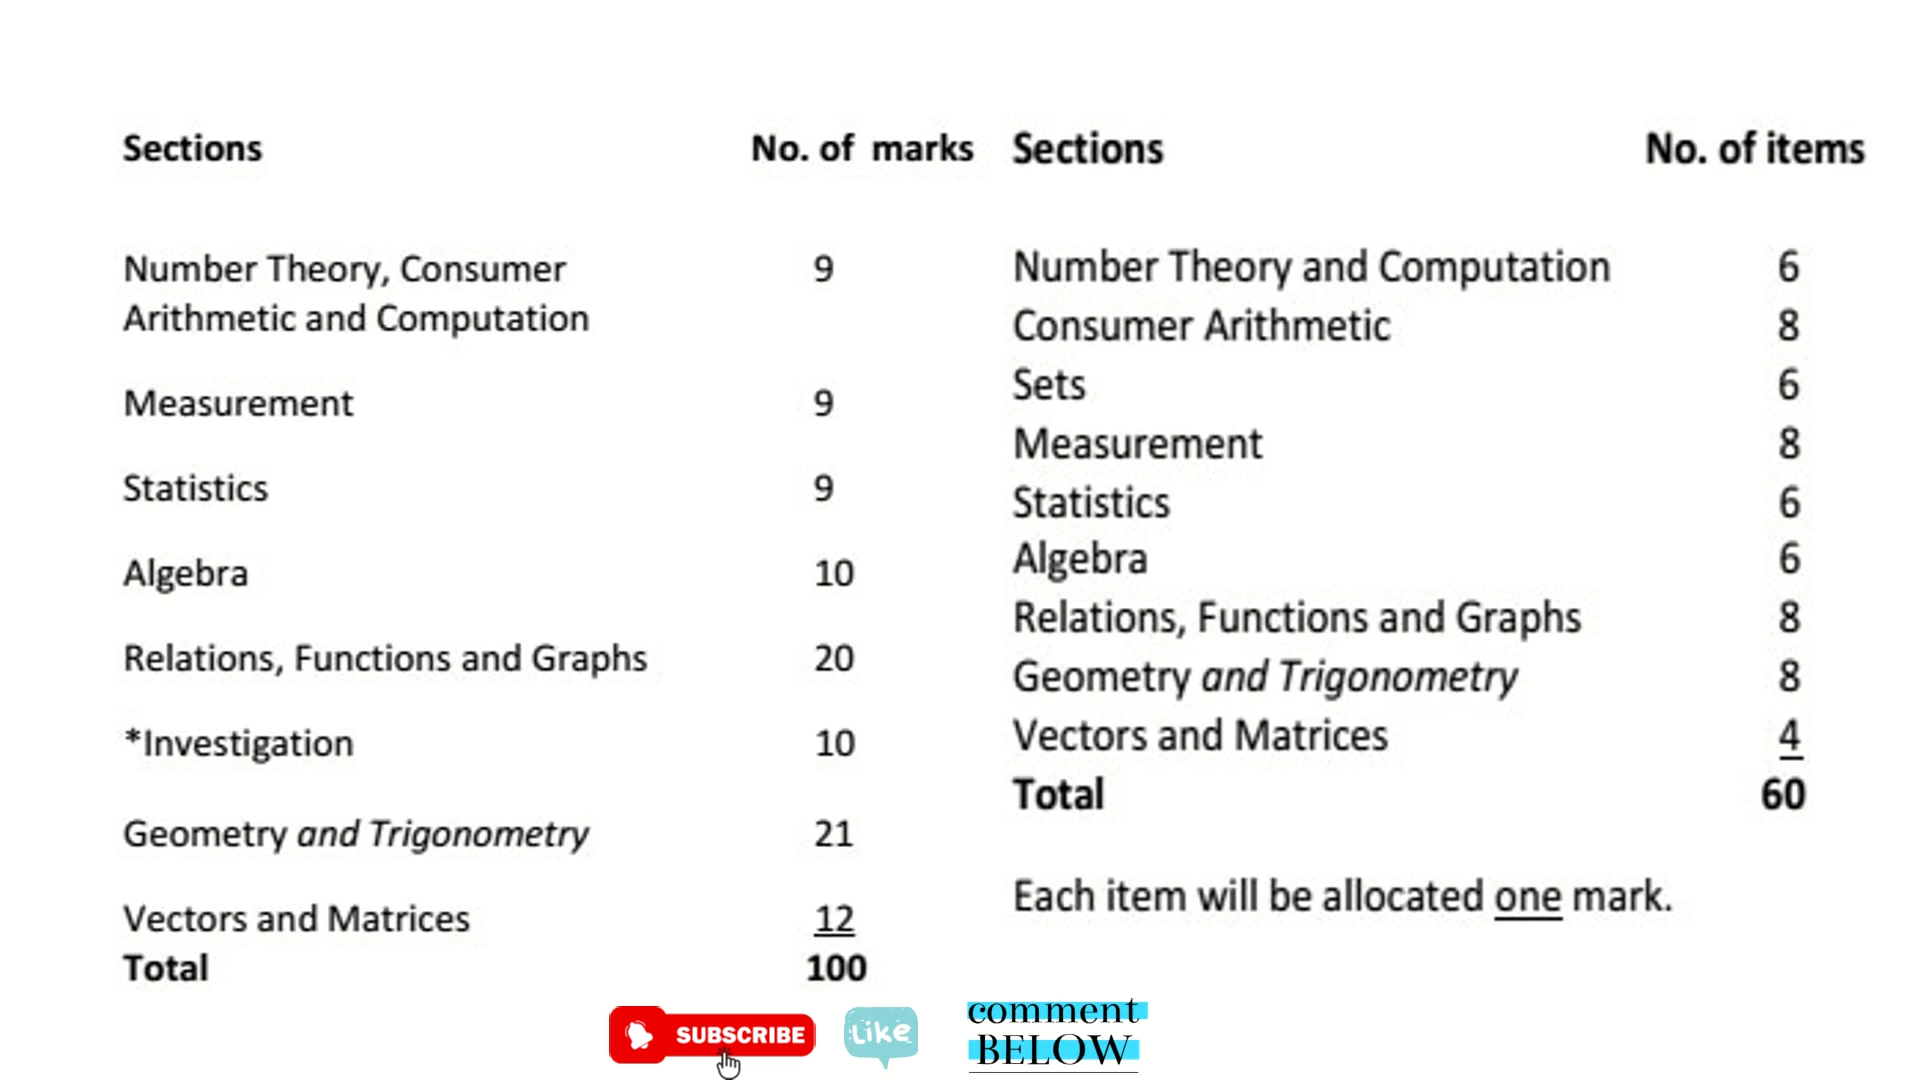 Sections No. of marks
Number Theory, Consumer 9
Arithmetic and Computation
Measurement 9
Statistics 9
Algebra 10
Relations, Functions and Graphs 20
*Investigation 10
Geometry and Trigonometry 21
Vectors and Matrices 12
Total 100
Sections No. of items
Number Theory and Computation 6
Consumer Arithmetic 8
Sets 6
Measurement 8
Statistics 6
Algebra 6
Relations, Functions and Graphs 8
Geometry and Trigonometry 8
Vectors and Matrices 4
Total 60
Each item will be allocated one mark.
SUBSCRIBE
Like
comment
BELOW